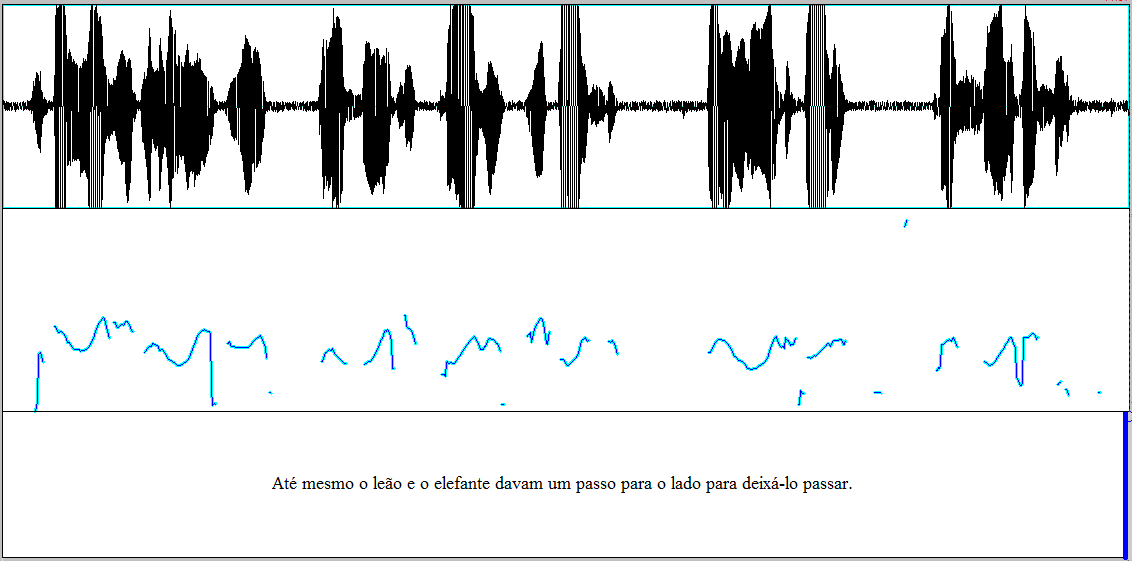 Até mesmo o leão e o elefante davam um passo para o lado para deixá-lo passar.